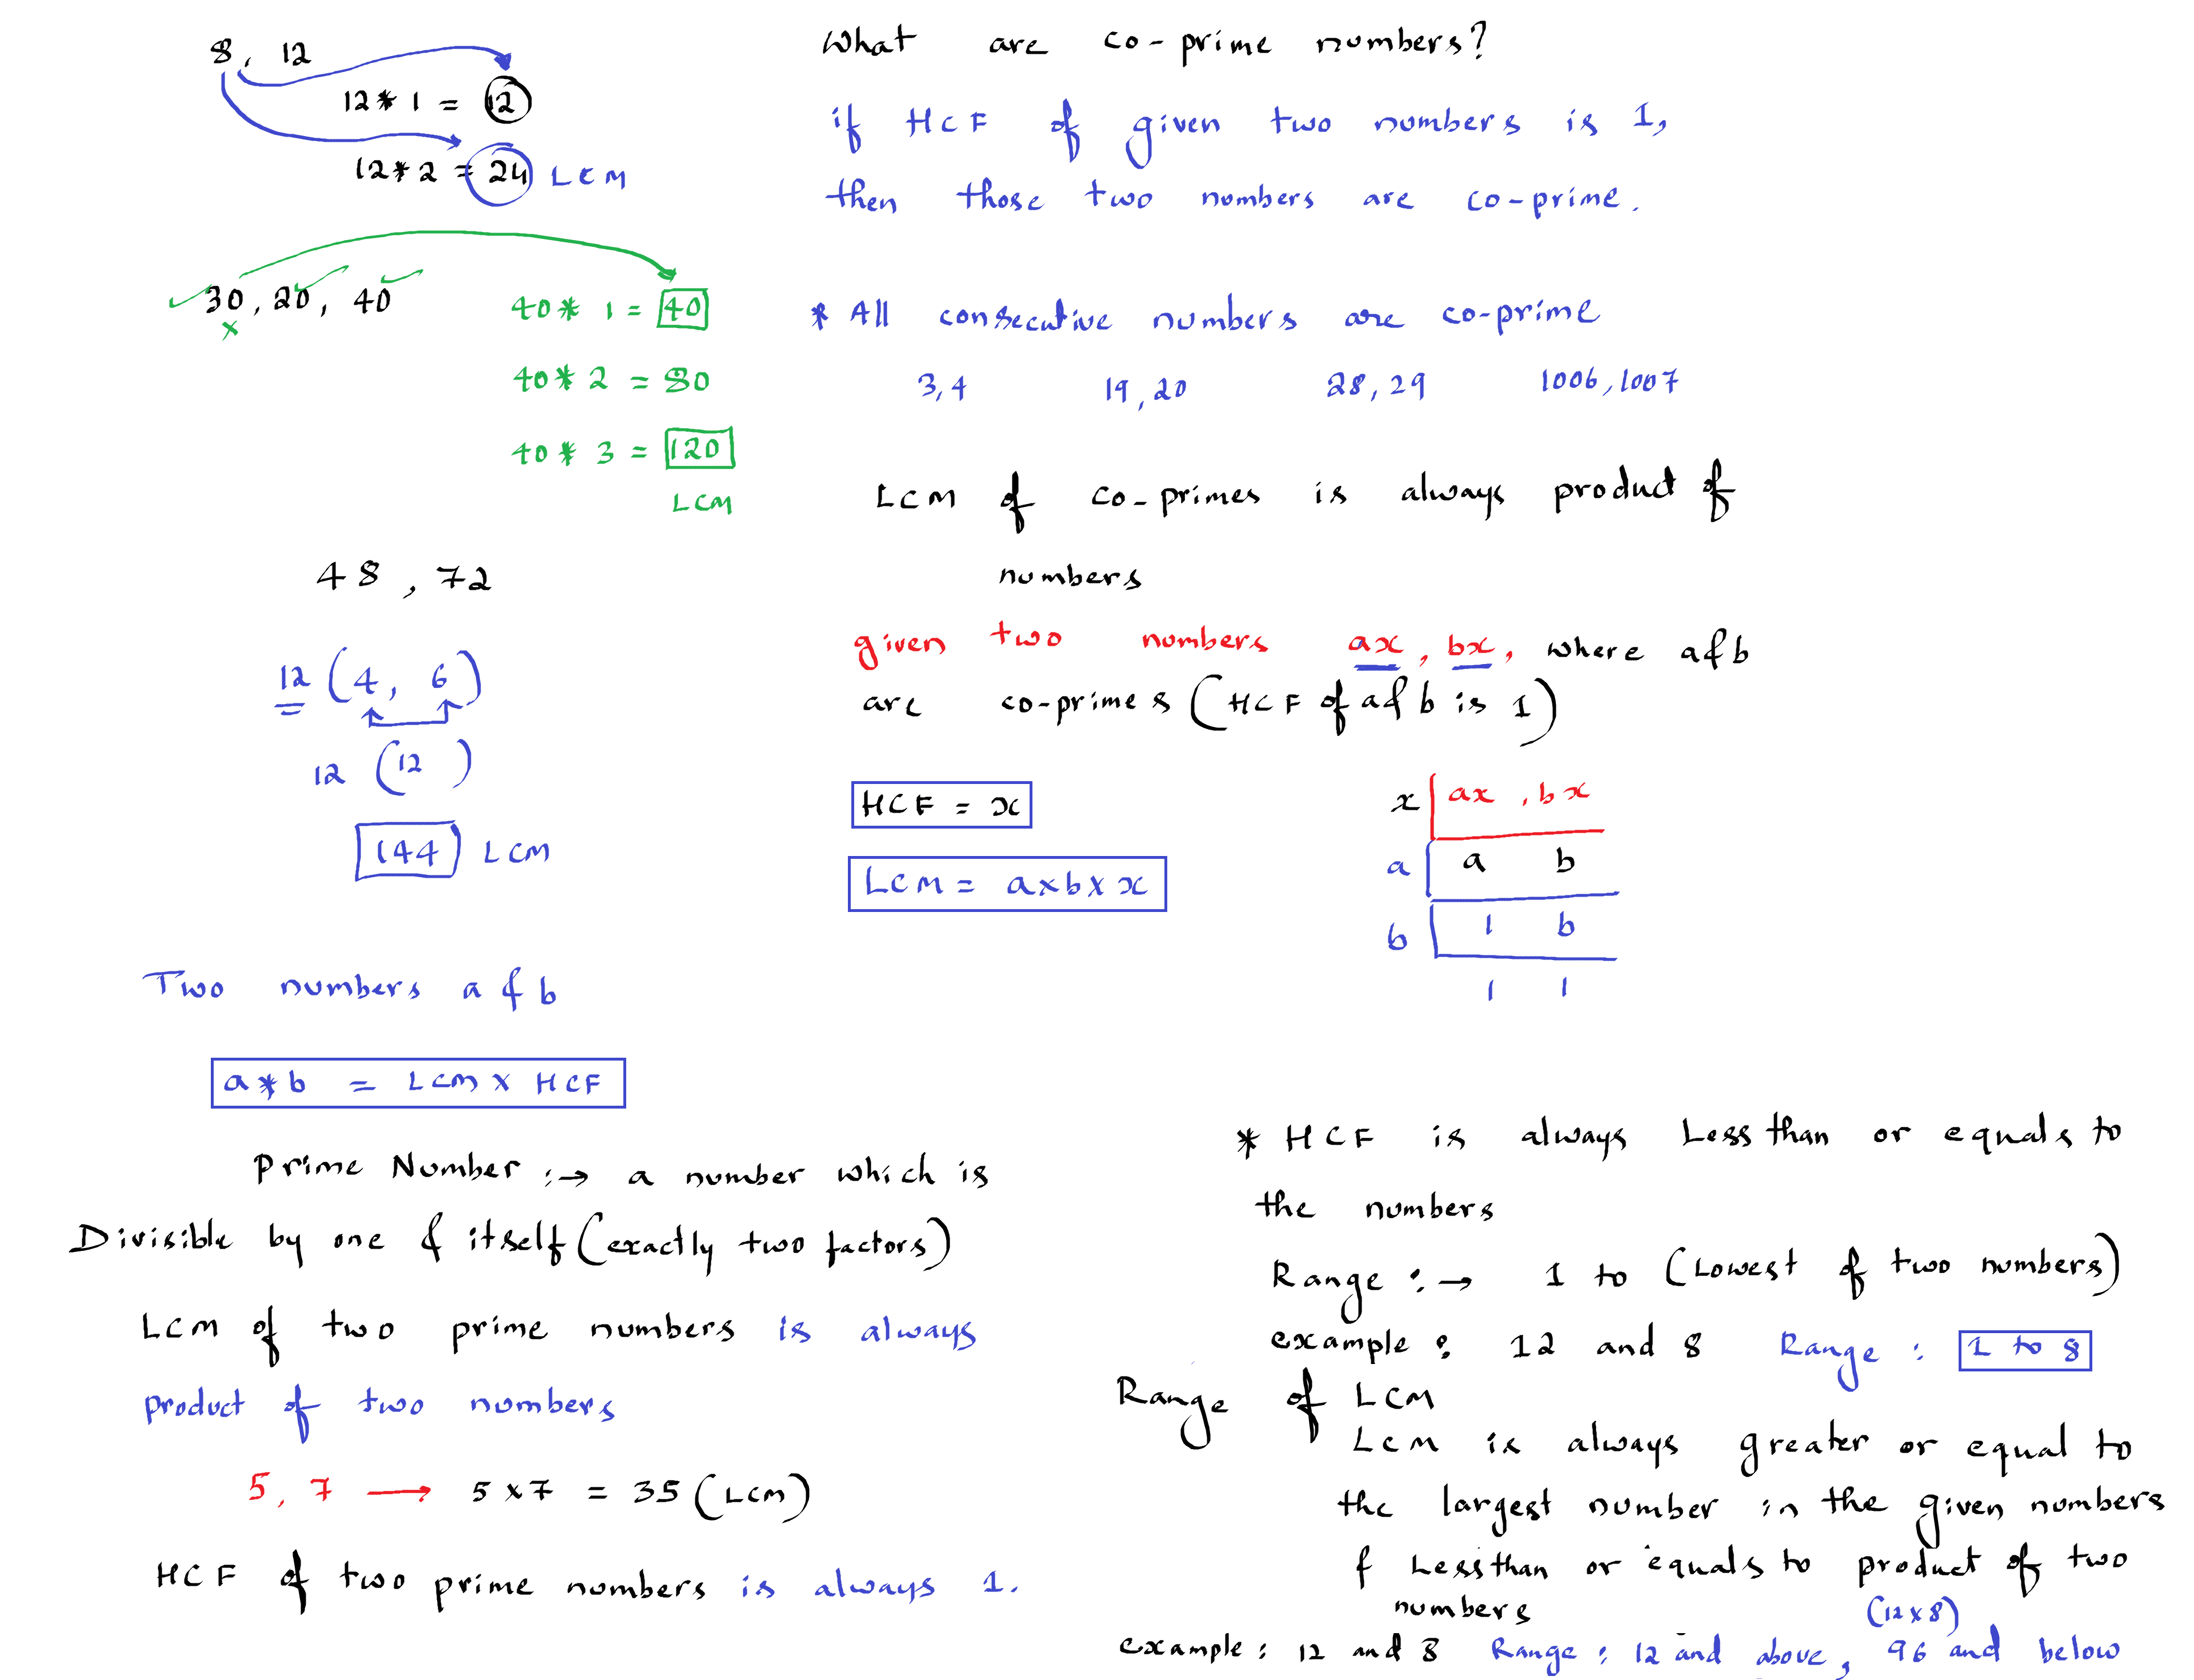 8, 12
12 * 1 = 12
12 * 2 = 24 LCM
30, 20, 40
x
40 * 1 = 40
40 * 2 = 80
40 * 3 = 120
LCM
48, 72
12 (4, 6)
12 (12 )
144 LCM
Two numbers a & b
a * b = LCM x HCF
Prime Number :→ a number which is
Divisible by one & itself (exactly two factors)
LCM of two prime numbers is always
product of two numbers
5, 7 → 5 x 7 = 35 (LCM)
HCF of two prime numbers is always 1.
What are co-prime numbers?
if HCF of given two numbers is 1,
then those two numbers are co-prime.
* All consecutive numbers are co-prime
3,4 19,20 28,29 1006,1007
LCM of co-primes is always product of
numbers
given two numbers ax, bx, where a & b
are co-primes (HCF of a & b is 1)
HCF = x
LCM = a x b x x
x ax , bx
a a b
b 1 b
1 1
* HCF is always Less than or equals to
the numbers
Range :→ 1 to (Lowest of two numbers)
example : 12 and 8 Range : 1 to 8
Range of LCM
LCM is always greater or equal to
the largest number in the given numbers
& Less than or equals to product of two
numbers (12 x 8)
example : 12 and 8 Range : 12 and above, 96 and below